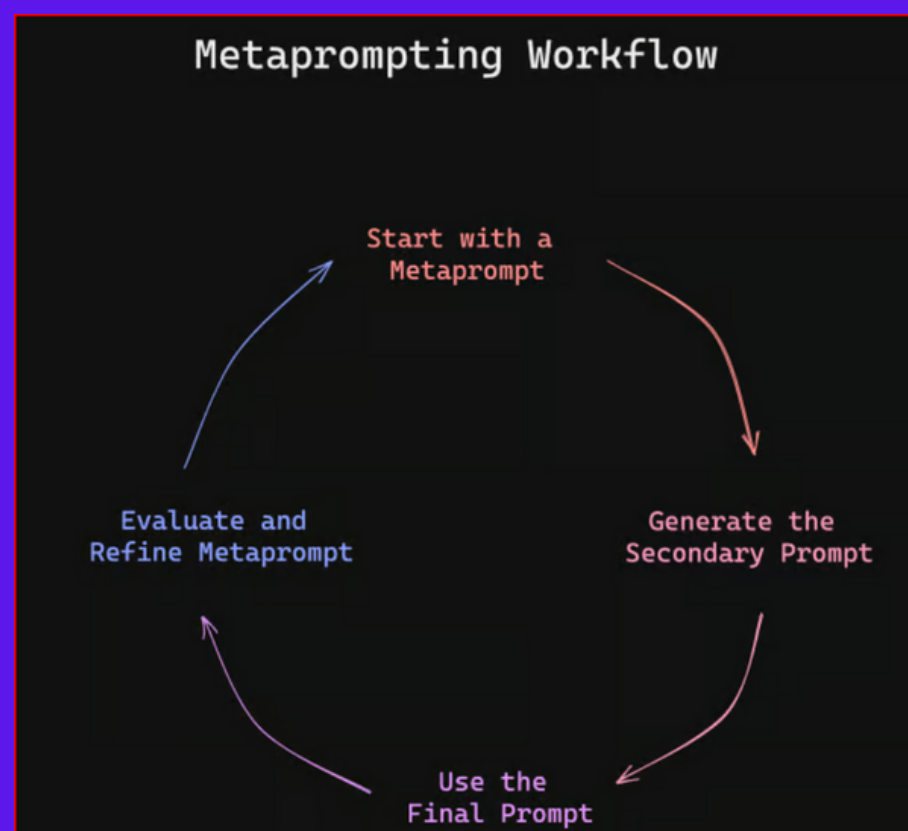 Metaprompting Workflow
Start with a
Metaprompt
Generate the
Secondary Prompt
Use the
Final Prompt
Evaluate and
Refine Metaprompt